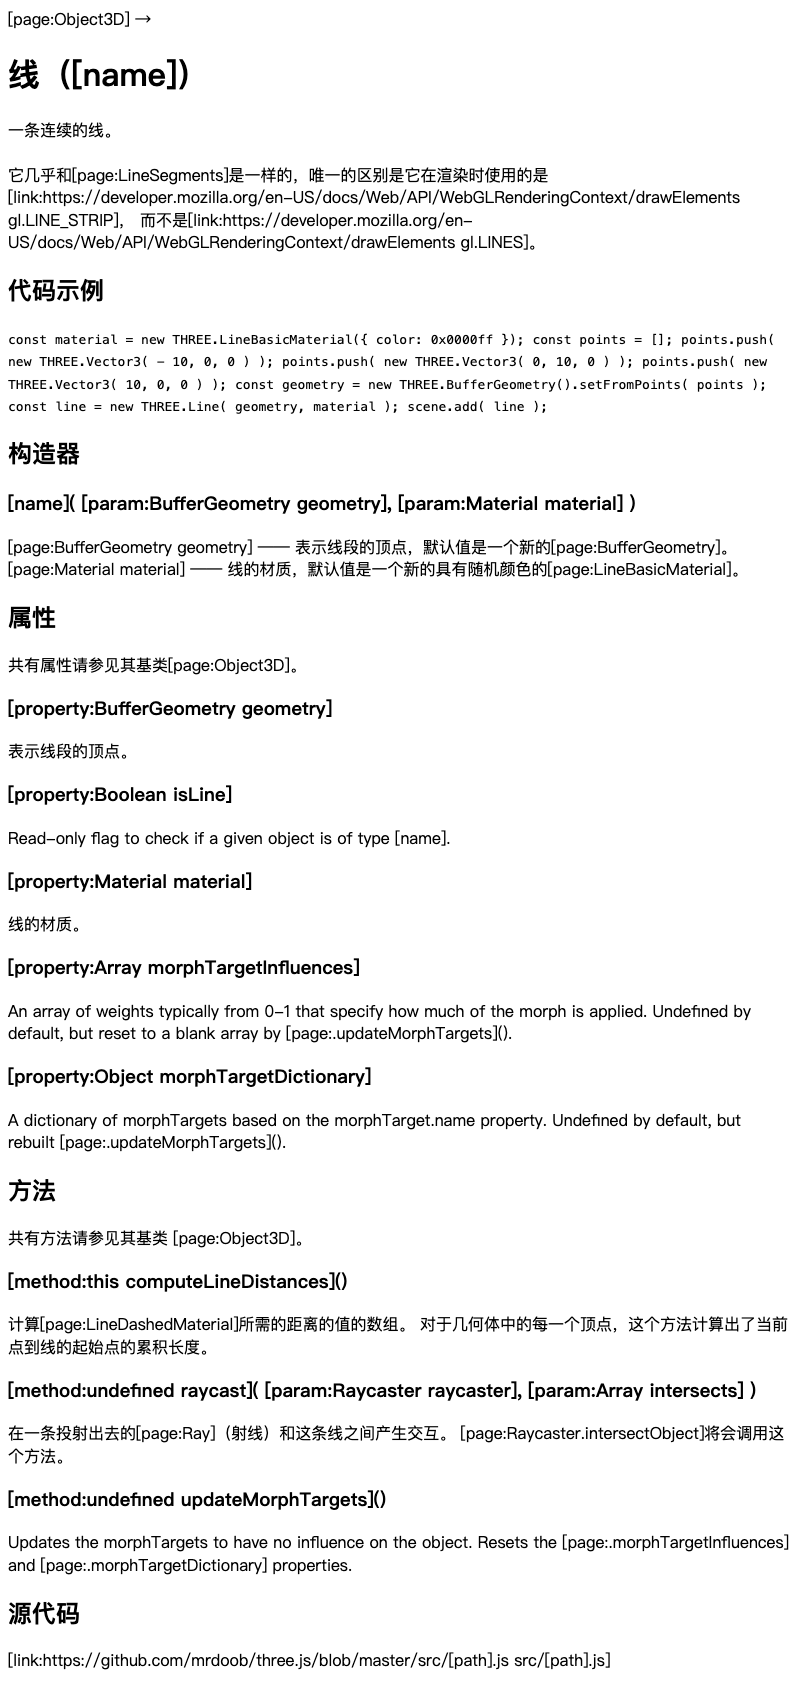 [page:Object3D] →
线（[name]）
一条连续的线。
它几乎和[page:LineSegments]是一样的，唯一的区别是它在渲染时使用的是
[link:https://developer.mozilla.org/en-US/docs/Web/API/WebGLRenderingContext/drawElements
gl.LINE_STRIP]， 而不是[link:https://developer.mozilla.org/en-
US/docs/Web/API/WebGLRenderingContext/drawElements gl.LINES]。
代码示例
const material = new THREE.LineBasicMaterial({ color: 0x0000ff }); const points = []; points.push(
new THREE.Vector3( - 10, 0, 0 ) ); points.push( new THREE.Vector3( 0, 10, 0 ) ); points.push( new
THREE.Vector3( 10, 0, 0 ) ); const geometry = new THREE.BufferGeometry().setFromPoints( points );
const line = new THREE.Line( geometry, material ); scene.add( line );
构造器
[name]( [param:BufferGeometry geometry], [param:Material material] )
[page:BufferGeometry geometry] —— 表示线段的顶点，默认值是一个新的[page:BufferGeometry]。
[page:Material material] —— 线的材质，默认值是一个新的具有随机颜色的[page:LineBasicMaterial]。
属性
共有属性请参见其基类[page:Object3D]。
[property:BufferGeometry geometry]
表示线段的顶点。
[property:Boolean isLine]
Read-only flag to check if a given object is of type [name].
[property:Material material]
线的材质。
[property:Array morphTargetInfluences]
An array of weights typically from 0-1 that specify how much of the morph is applied. Undefined by
default, but reset to a blank array by [page:.updateMorphTargets]().
[property:Object morphTargetDictionary]
A dictionary of morphTargets based on the morphTarget.name property. Undefined by default, but
rebuilt [page:.updateMorphTargets]().
方法
共有方法请参见其基类 [page:Object3D]。
[method:this computeLineDistances]()
计算[page:LineDashedMaterial]所需的距离的值的数组。 对于几何体中的每一个顶点，这个方法计算出了当前
点到线的起始点的累积长度。
[method:undefined raycast]( [param:Raycaster raycaster], [param:Array intersects] )
在一条投射出去的[page:Ray]（射线）和这条线之间产生交互。 [page:Raycaster.intersectObject]将会调用这
个方法。
[method:undefined updateMorphTargets]()
Updates the morphTargets to have no influence on the object. Resets the [page:.morphTargetInfluences]
and [page:.morphTargetDictionary] properties.
源代码
[link:https://github.com/mrdoob/three.js/blob/master/src/[path].js src/[path].js]